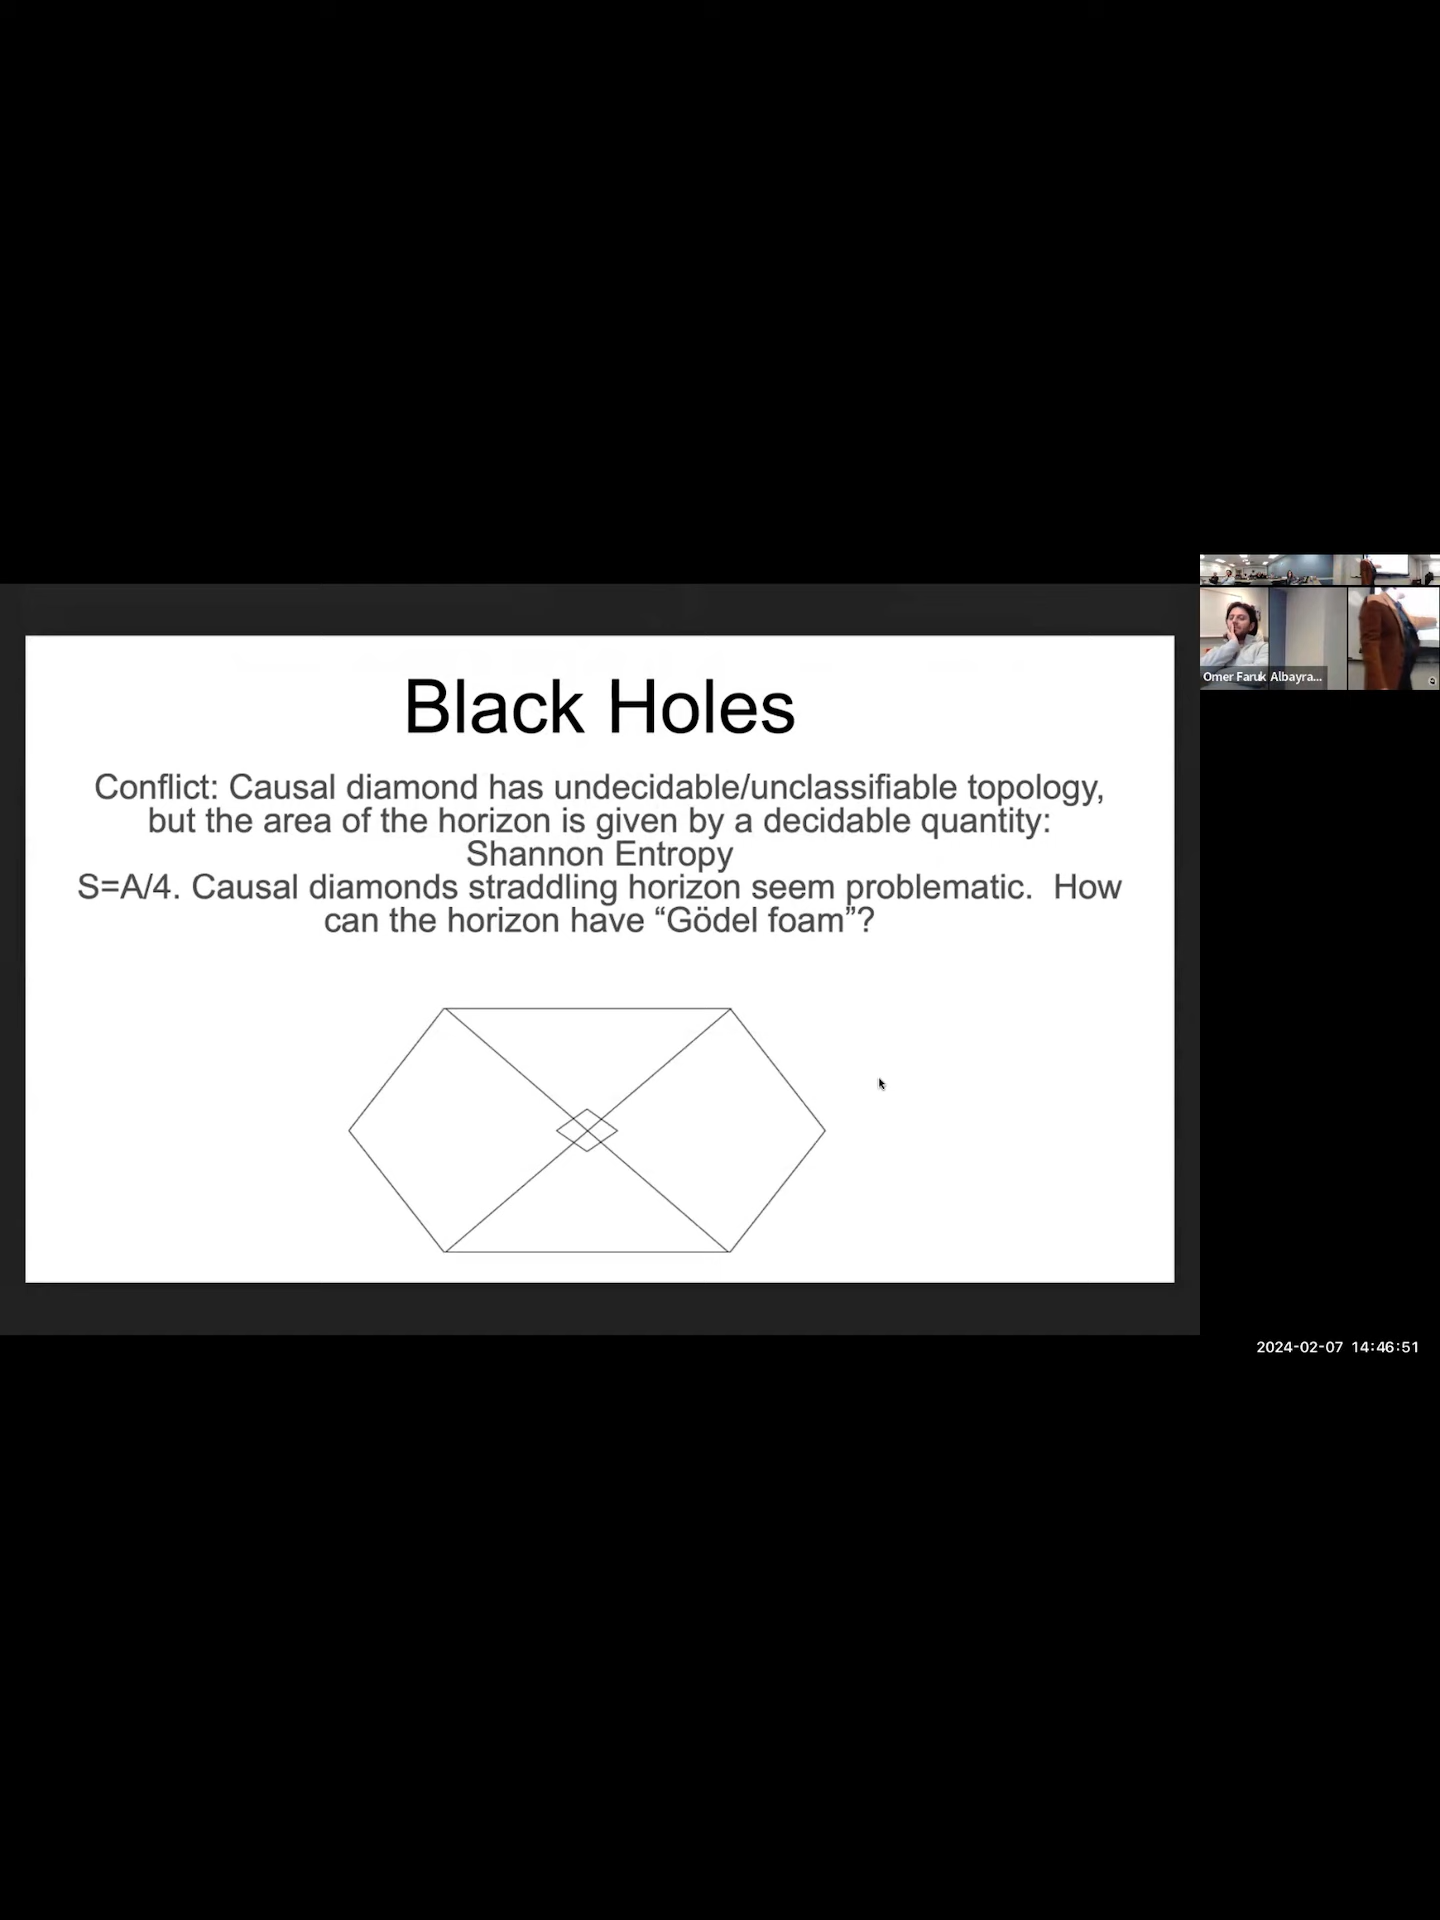 Black Holes
Conflict: Causal diamond has undecidable/unclassifiable topology,
but the area of the horizon is given by a decidable quantity:
Shannon Entropy
S=A/4. Causal diamonds straddling horizon seem problematic.  How
can the horizon have “Gödel foam”?
Omer Faruk Albayra...
2024-02-07 14:46:51